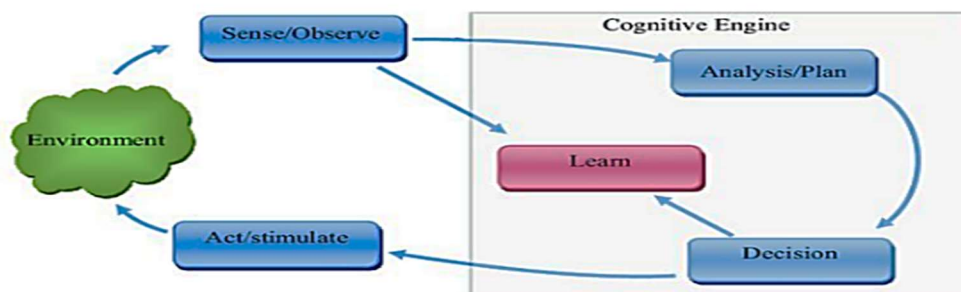 Cognitive Engine
Sense/Observe
Analysis/Plan
Environment
Learn
Act/stimulate
Decision